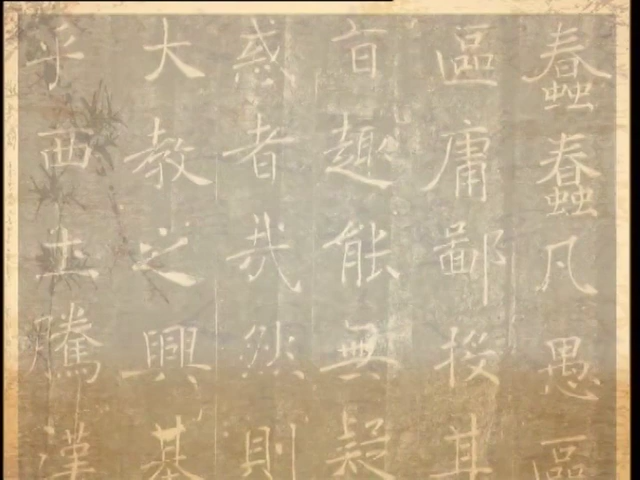 蠢蠢凡愚區
區庸鄙投其
旨趣能無疑
惑者哉然則
大教之興基
乎西土騰漢